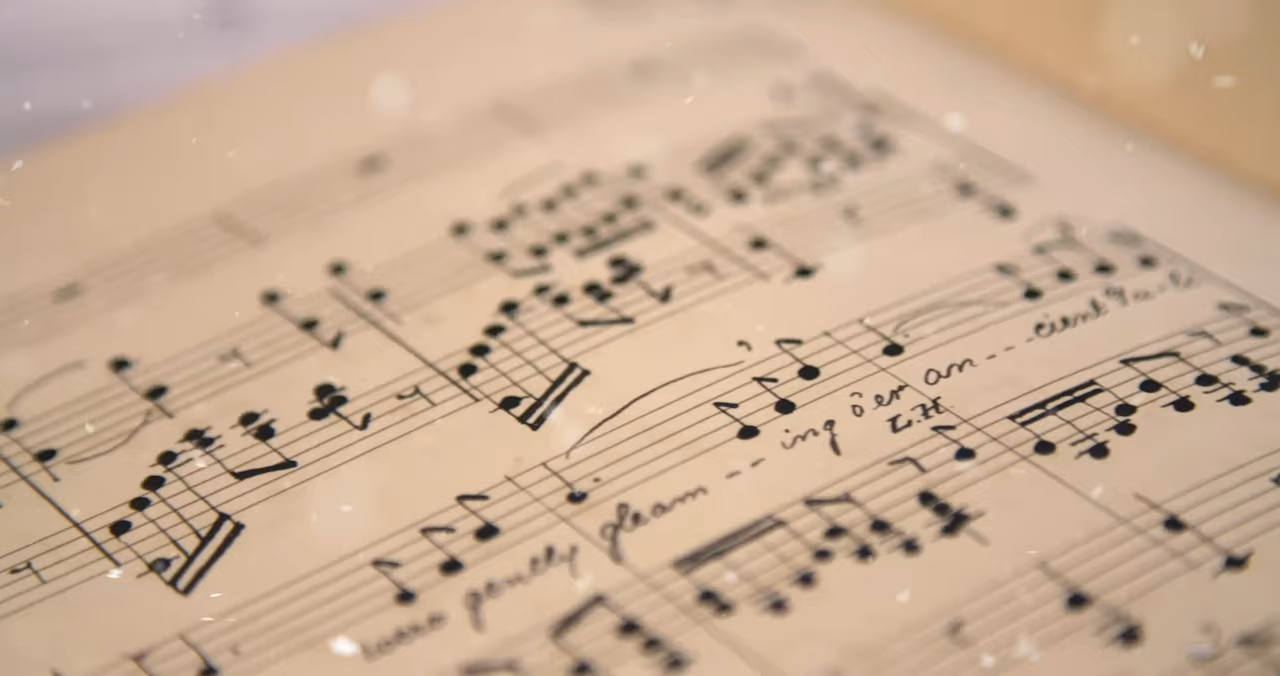 were gently gleam -- ing o'er an --- cient
L.H